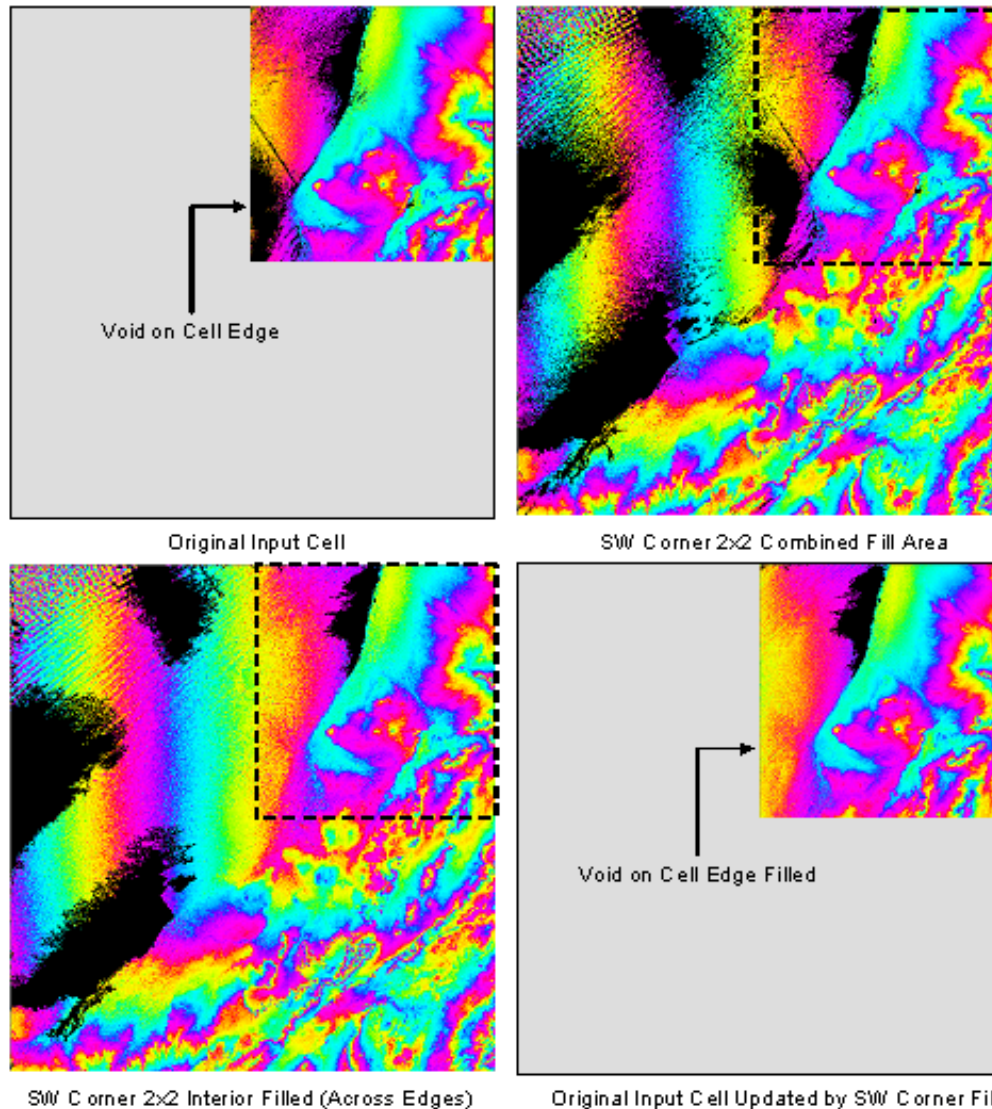 Void on Cell Edge
Original Input Cell
SW Corner 2x2 Combined Fill Area
Void on Cell Edge Filled
SW Corner 2x2 Interior Filled (Across Edges)
Original Input Cell Updated by SW Corner Fil